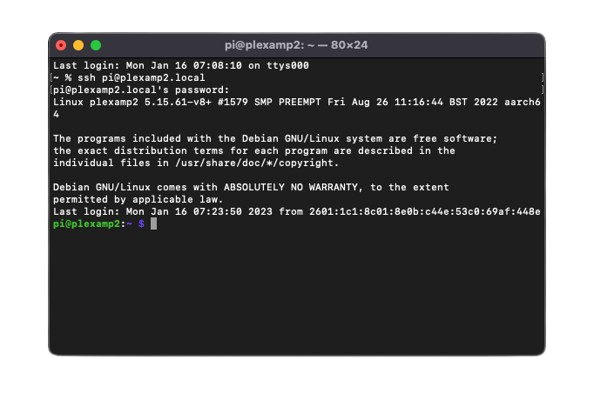 pi@plexamp2: ~ — 80×24
Last login: Mon Jan 16 07:08:10 on ttys000
[~ % ssh pi@plexamp2.local ]
[pi@plexamp2.local's password: ]
Linux plexamp2 5.15.61-v8+ #1579 SMP PREEMPT Fri Aug 26 11:16:44 BST 2022 aarch6
4
The programs included with the Debian GNU/Linux system are free software;
the exact distribution terms for each program are described in the
individual files in /usr/share/doc/*/copyright.
Debian GNU/Linux comes with ABSOLUTELY NO WARRANTY, to the extent
permitted by applicable law.
Last login: Mon Jan 16 07:23:50 2023 from 2601:1c1:8c01:8e0b:c44e:53c0:69af:448e
pi@plexamp2:~ $